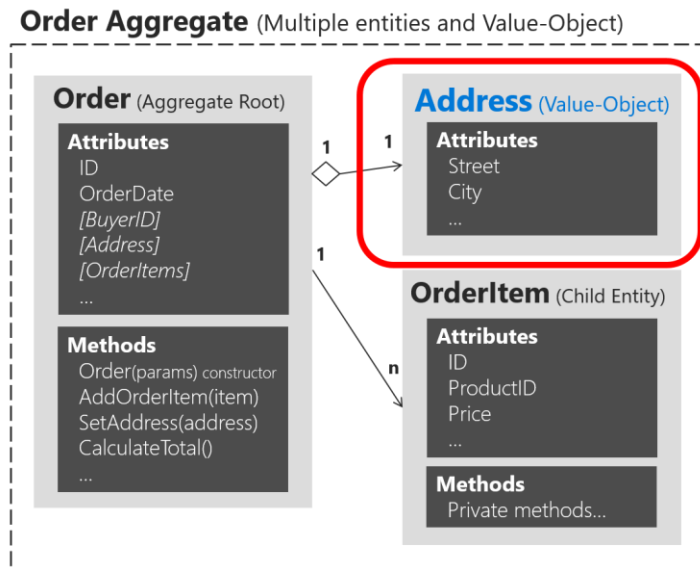 Order Aggregate (Multiple entities and Value-Object)
Order (Aggregate Root)
Attributes
ID
OrderDate
[BuyerID]
[Address]
[OrderItems]
...
Methods
Order(params) constructor
AddOrderItem(item)
SetAddress(address)
CalculateTotal()
...
1
1
1
n
Address (Value-Object)
Attributes
Street
City
...
OrderItem (Child Entity)
Attributes
ID
ProductID
Price
...
Methods
Private methods...